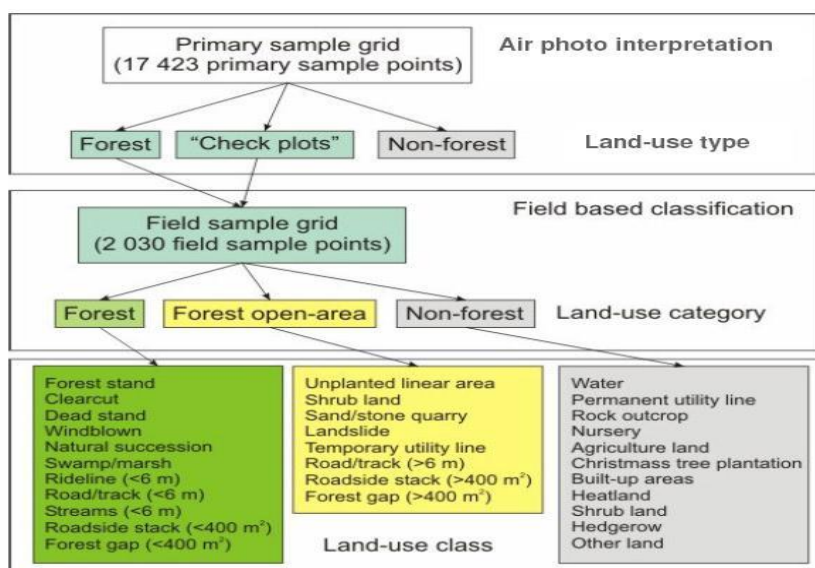 Primary sample grid
(17 423 primary sample points)
Air photo interpretation
Forest
“Check plots”
Non-forest
Land-use type
Field sample grid
(2 030 field sample points)
Field based classification
Forest
Forest open-area
Non-forest
Land-use category
Forest stand
Clearcut
Dead stand
Windblown
Natural succession
Swamp/marsh
Rideline (<6 m)
Road/track (<6 m)
Streams (<6 m)
Roadside stack (<400 m²)
Forest gap (<400 m²)
Unplanted linear area
Shrub land
Sand/stone quarry
Landslide
Temporary utility line
Road/track (>6 m)
Roadside stack (>400 m²)
Forest gap (>400 m²)
Water
Permanent utility line
Rock outcrop
Nursery
Agriculture land
Christmass tree plantation
Built-up areas
Heatland
Shrub land
Hedgerow
Other land
Land-use class